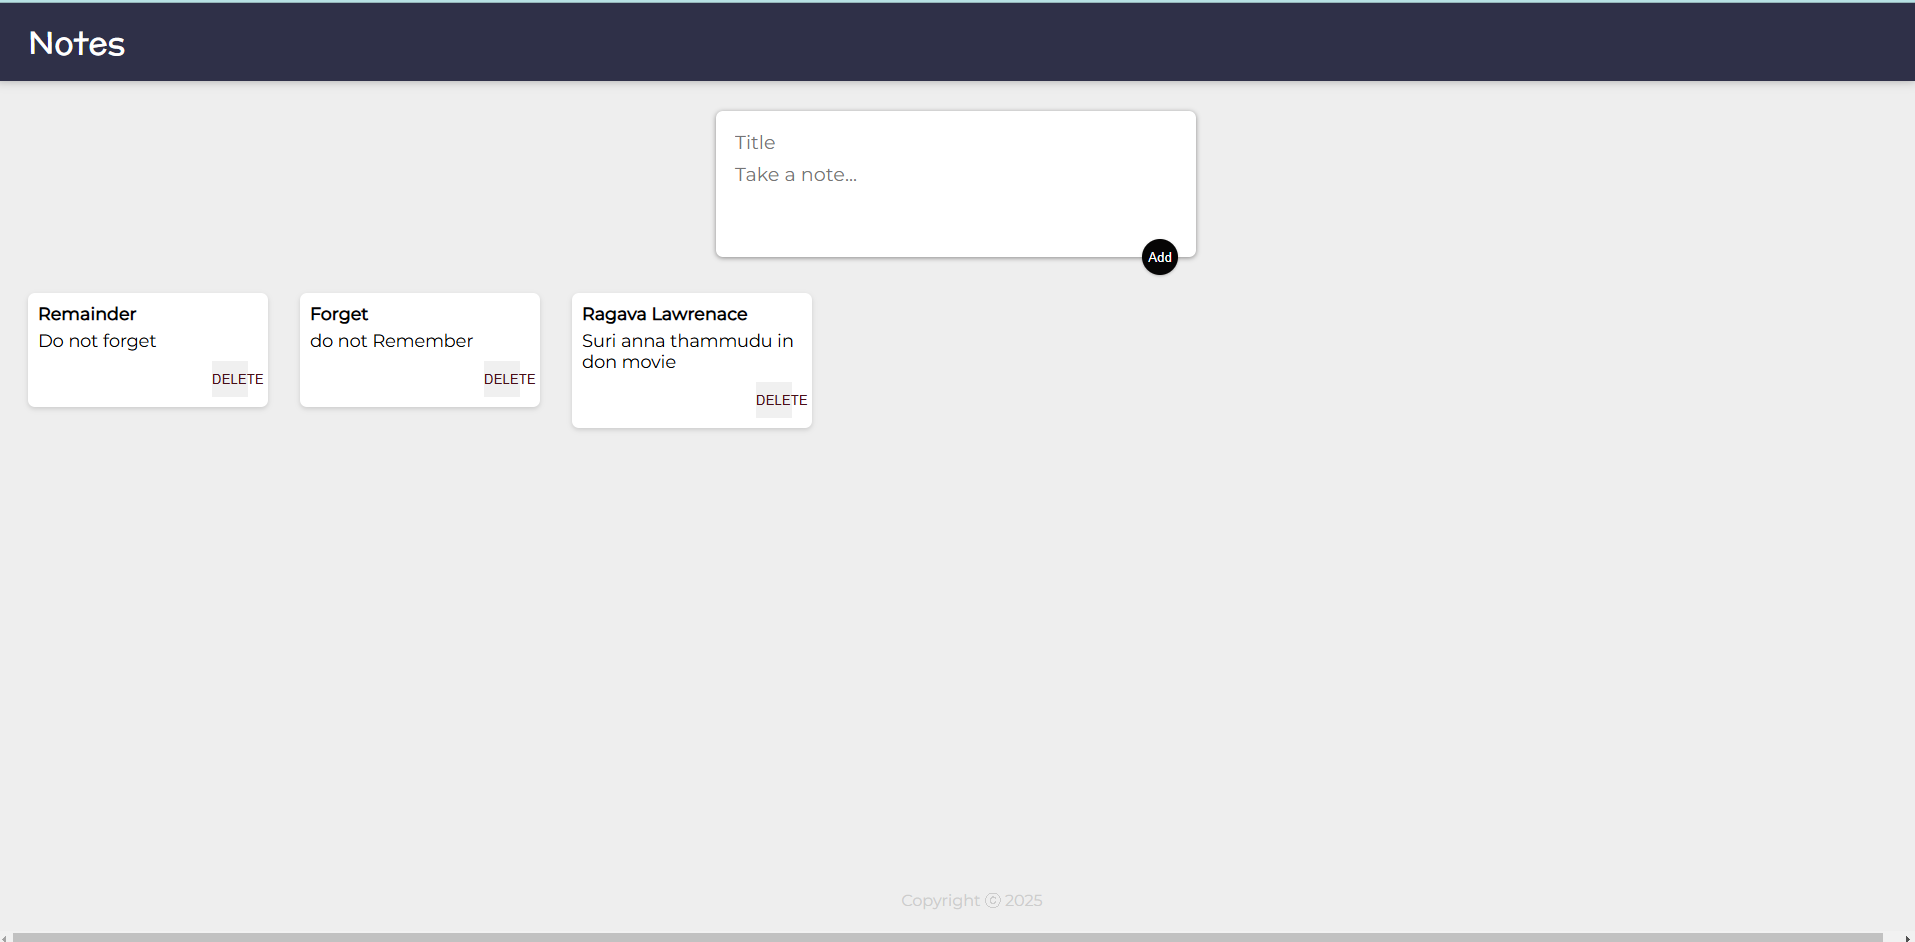 Notes
Title
Take a note...
Add
Remainder
Do not forget
DELETE
Forget
do not Remember
DELETE
Ragava Lawrenace
Suri anna thammudu in
don movie
DELETE
Copyright ⓒ 2025